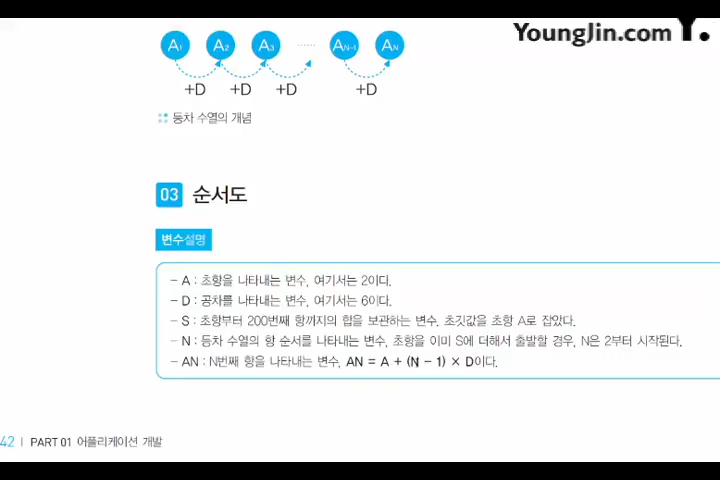 YoungJin.com Y.
A1 A2 A3 ...... AN-1 AN
+D +D +D +D
등차 수열의 개념
03 순서도
변수설명
- A : 초항을 나타내는 변수, 여기서는 2이다.
- D : 공차를 나타내는 변수, 여기서는 6이다.
- S : 초항부터 200번째 항까지의 합을 보관하는 변수, 초깃값을 초항 A로 잡았다.
- N : 등차 수열의 항 순서를 나타내는 변수, 초항을 이미 S에 더해서 출발할 경우, N은 2부터 시작된다.
- AN : N번째 항을 나타내는 변수, AN = A + (N - 1) × D이다.
42 | PART 01 어플리케이션 개발